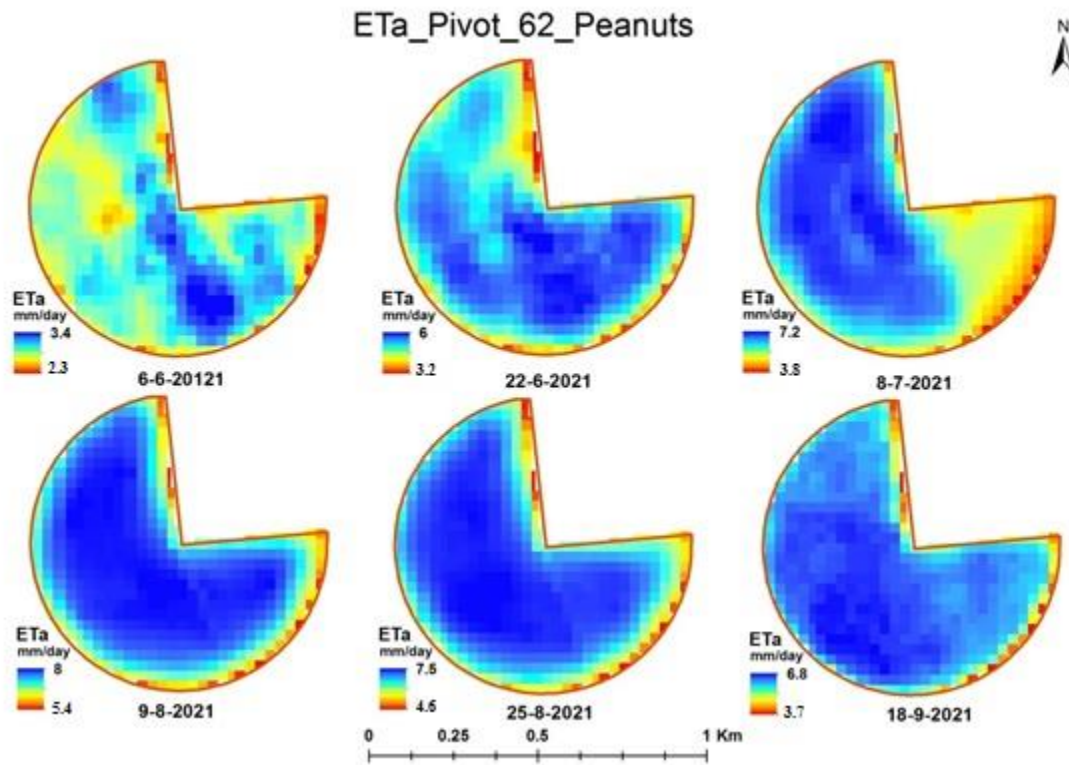 ETa_Pivot_62_Peanuts
N
ETa
mm/day
3.4
2.3
6-6-20121
ETa
mm/day
6
3.2
22-6-2021
ETa
mm/day
7.2
3.8
8-7-2021
ETa
mm/day
8
5.4
9-8-2021
ETa
mm/day
7.5
4.6
25-8-2021
ETa
mm/day
6.8
3.7
18-9-2021
0 0.25 0.5 1 Km